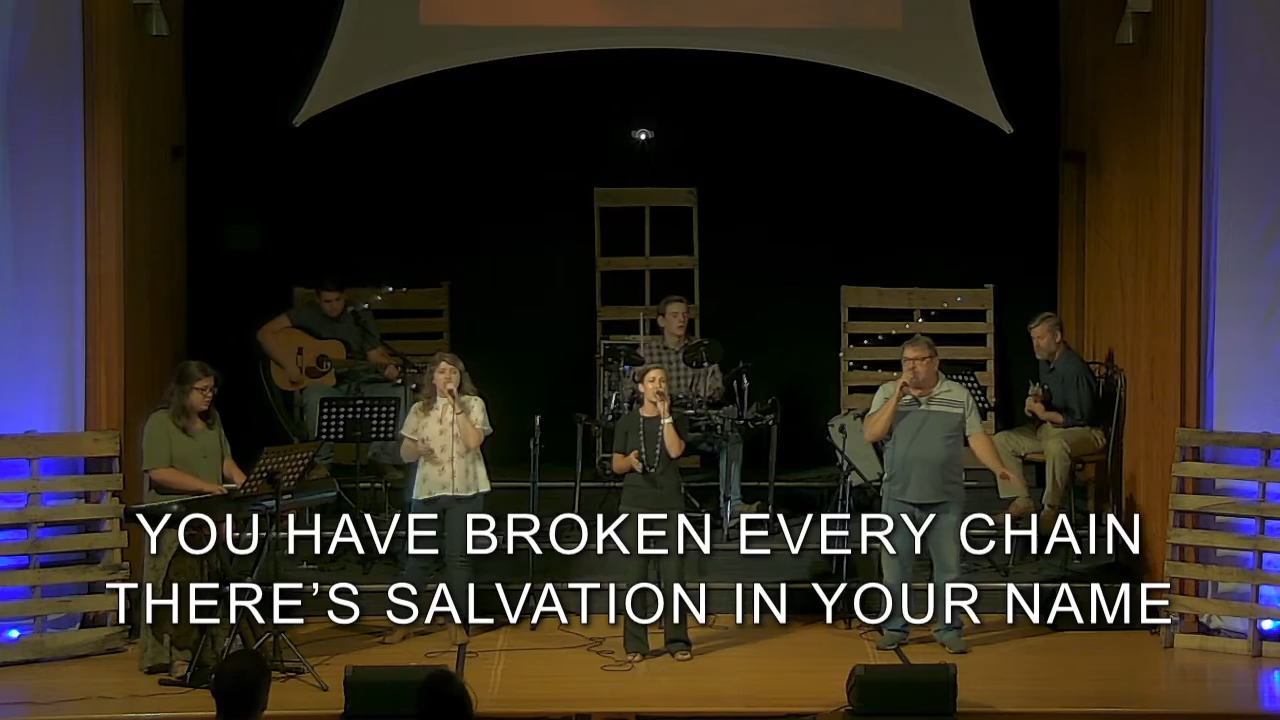 YOU HAVE BROKEN EVERY CHAIN
THERE’S SALVATION IN YOUR NAME